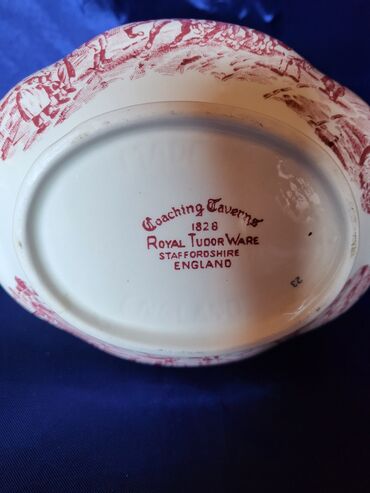 Coaching Taverns
1828
ROYAL TUDOR WARE
STAFFORDSHIRE
ENGLAND
23